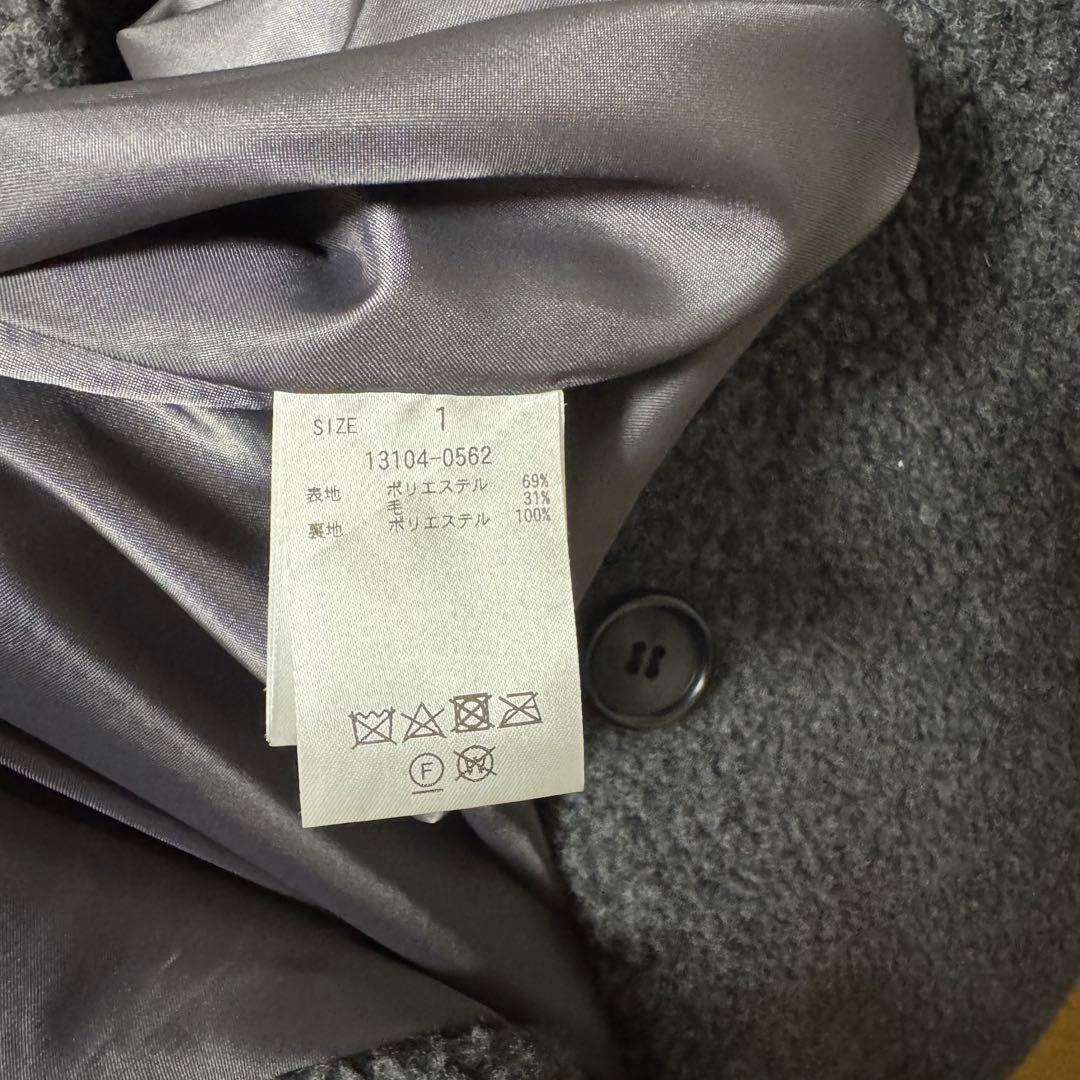 SIZE 1
13104-0562
表地 ポリエステル 69%
毛 31%
裏地 ポリエステル 100%
F
W